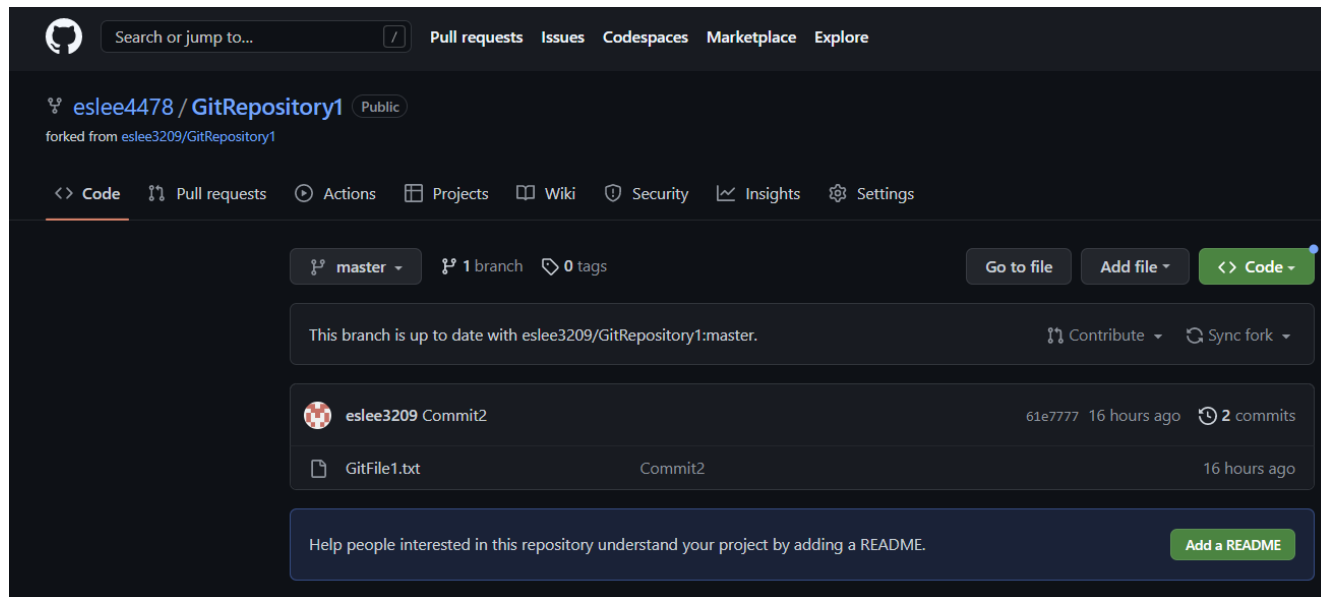 Search or jump to... / Pull requests Issues Codespaces Marketplace Explore
eslee4478 / GitRepository1 Public
forked from eslee3209/GitRepository1
<> Code Pull requests Actions Projects Wiki Security Insights Settings
master 1 branch 0 tags Go to file Add file <> Code
This branch is up to date with eslee3209/GitRepository1:master. Contribute Sync fork
eslee3209 Commit2 61e7777 16 hours ago 2 commits
GitFile1.txt Commit2 16 hours ago
Help people interested in this repository understand your project by adding a README. Add a README